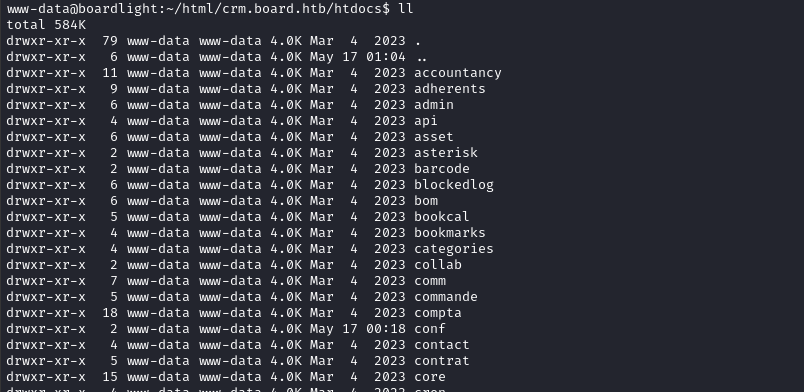 www-data@boardlight:~/html/crm.board.htb/htdocs$ ll
total 584K
drwxr-xr-x  79 www-data www-data 4.0K Mar  4  2023 .
drwxr-xr-x   6 www-data www-data 4.0K May 17 01:04 ..
drwxr-xr-x  11 www-data www-data 4.0K Mar  4  2023 accountancy
drwxr-xr-x   9 www-data www-data 4.0K Mar  4  2023 adherents
drwxr-xr-x   6 www-data www-data 4.0K Mar  4  2023 admin
drwxr-xr-x   4 www-data www-data 4.0K Mar  4  2023 api
drwxr-xr-x   6 www-data www-data 4.0K Mar  4  2023 asset
drwxr-xr-x   2 www-data www-data 4.0K Mar  4  2023 asterisk
drwxr-xr-x   2 www-data www-data 4.0K Mar  4  2023 barcode
drwxr-xr-x   6 www-data www-data 4.0K Mar  4  2023 blockedlog
drwxr-xr-x   6 www-data www-data 4.0K Mar  4  2023 bom
drwxr-xr-x   5 www-data www-data 4.0K Mar  4  2023 bookcal
drwxr-xr-x   4 www-data www-data 4.0K Mar  4  2023 bookmarks
drwxr-xr-x   4 www-data www-data 4.0K Mar  4  2023 categories
drwxr-xr-x   2 www-data www-data 4.0K Mar  4  2023 collab
drwxr-xr-x   7 www-data www-data 4.0K Mar  4  2023 comm
drwxr-xr-x   5 www-data www-data 4.0K Mar  4  2023 commande
drwxr-xr-x  18 www-data www-data 4.0K Mar  4  2023 compta
drwxr-xr-x   2 www-data www-data 4.0K May 17 00:18 conf
drwxr-xr-x   4 www-data www-data 4.0K Mar  4  2023 contact
drwxr-xr-x   5 www-data www-data 4.0K Mar  4  2023 contrat
drwxr-xr-x  15 www-data www-data 4.0K Mar  4  2023 core